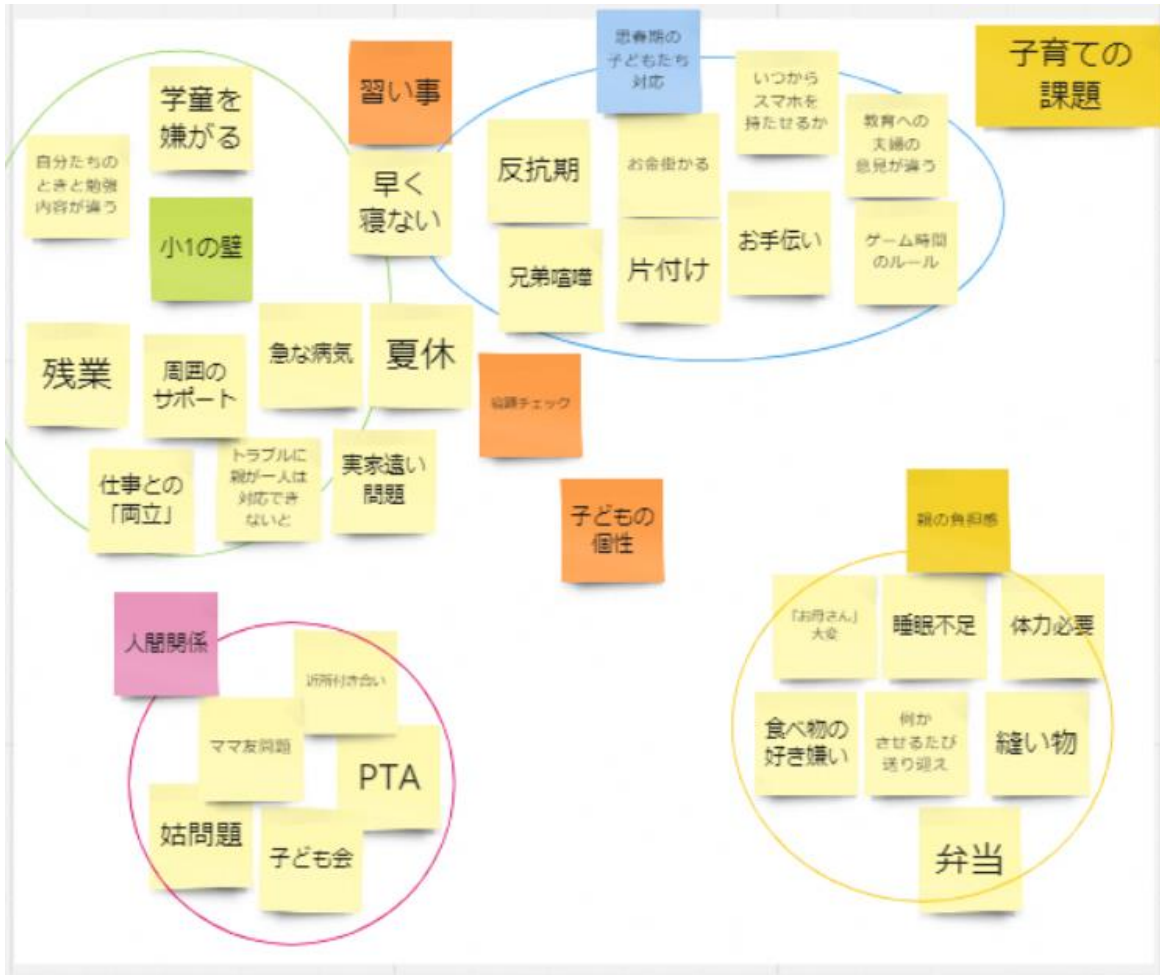 子育ての
課題
学童を
嫌がる
自分たちの
ときと勉強
内容が違う
小1の壁
習い事
早く
寝ない
残業
周囲の
サポート
急な病気
夏休
仕事との
「両立」
トラブルに
親が一人は
対応でき
ないと
実家遠い
問題
思春期の
子どもたち
対応
いつから
スマホを
持たせるか
教育への
夫婦の
意見が違う
反抗期
お金掛かる
兄弟喧嘩
片付け
お手伝い
ゲーム時間
のルール
宿題チェック
子どもの
個性
人間関係
近所付き合い
ママ友問題
PTA
姑問題
子ども会
親の負担感
「お母さん」
大変
睡眠不足
体力必要
食べ物の
好き嫌い
何か
させるたび
送り迎え
縫い物
弁当